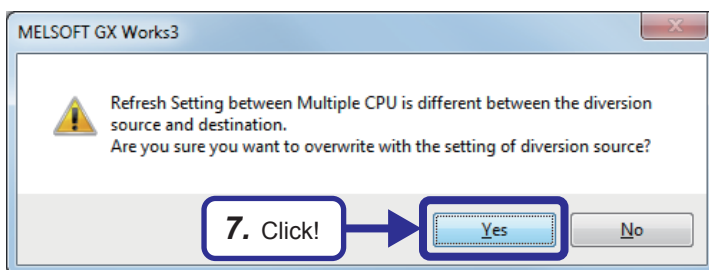 MELSOFT GX Works3
Refresh Setting between Multiple CPU is different between the diversion
source and destination.
Are you sure you want to overwrite with the setting of diversion source?
7. Click!
Yes
No